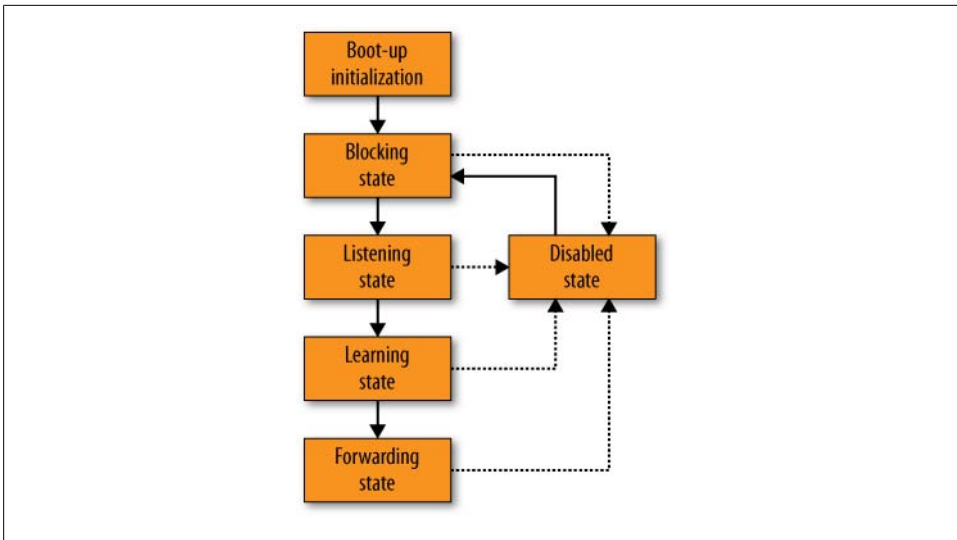 Boot-up
initialization
Blocking
state
Listening
state
Disabled
state
Learning
state
Forwarding
state